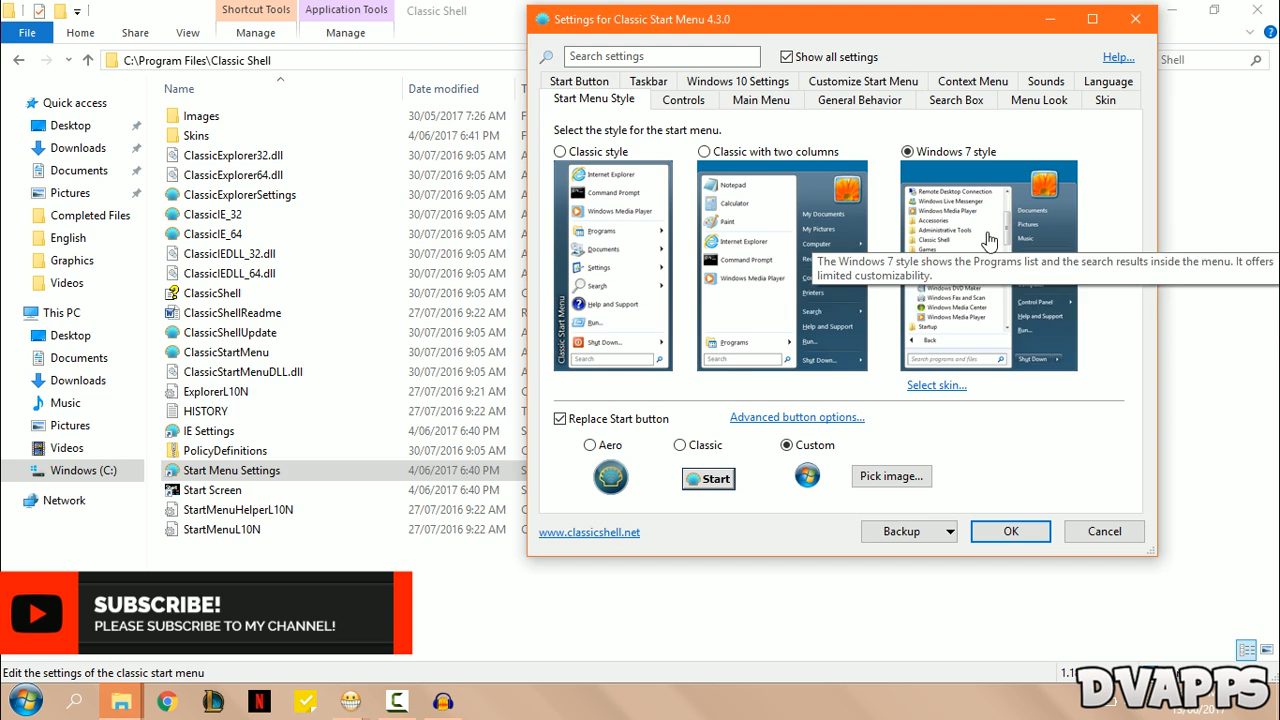 Shortcut Tools
Application Tools
Classic Shell
File
Home
Share
View
Manage
Manage
C:\Program Files\Classic Shell
Shell
Quick access
Desktop
Downloads
Documents
Pictures
Completed Files
English
Graphics
Videos
This PC
Desktop
Documents
Downloads
Music
Pictures
Videos
Windows (C:)
Network
Name
Date modified
Images 30/05/2017 7:26 AM
Skins 4/06/2017 6:41 PM
ClassicExplorer32.dll 30/07/2016 9:05 AM
ClassicExplorer64.dll 30/07/2016 9:05 AM
ClassicExplorerSettings 30/07/2016 9:05 AM
ClassicIE_32 30/07/2016 9:05 AM
ClassicIE_64 30/07/2016 9:05 AM
ClassicIEDLL_32.dll 30/07/2016 9:05 AM
ClassicIEDLL_64.dll 30/07/2016 9:05 AM
ClassicShell 30/07/2016 9:05 AM
ClassicShellReadme 30/07/2016 9:05 AM
ClassicShellUpdate 30/07/2016 9:05 AM
ClassicStartMenu 30/07/2016 9:05 AM
ClassicStartMenuDLL.dll 30/07/2016 9:05 AM
ExplorerL10N 27/07/2016 9:21 AM
HISTORY 27/07/2016 9:22 AM
IE Settings 4/06/2017 6:40 PM
PolicyDefinitions 30/07/2016 9:05 AM
Start Menu Settings 4/06/2017 6:40 PM
Start Screen 4/06/2017 6:40 PM
StartMenuHelperL10N 27/07/2016 9:22 AM
StartMenuL10N 27/07/2016 9:22 AM
Settings for Classic Start Menu 4.3.0
Search settings
Show all settings
Help...
Start Button
Taskbar
Windows 10 Settings
Customize Start Menu
Context Menu
Sounds
Language
Start Menu Style
Controls
Main Menu
General Behavior
Search Box
Menu Look
Skin
Select the style for the start menu.
Classic style
Classic with two columns
Windows 7 style
Internet Explorer
Command Prompt
Windows Media Player
Programs
Documents
Settings
Search
Help and Support
Run...
Shut Down...
Search
Classic Start Menu
Notepad
Calculator
Paint
Internet Explorer
Command Prompt
Windows Media Player
Programs
Search
My Documents
My Pictures
Computer
Printers
Search
Help and Support
Run...
Shut Down...
Remote Desktop Connection
Windows Live Messenger
Windows Media Player
Accessories
Administrative Tools
Classic Shell
Games
Documents
Pictures
Music
The Windows 7 style shows the Programs list and the search results inside the menu. It offers
limited customizability.
Windows DVD Maker
Windows Fax and Scan
Windows Media Center
Windows Media Player
Startup
Back
Search programs and files
Control Panel
Help and Support
Run...
Shut Down
Select skin...
Replace Start button
Advanced button options...
Aero
Classic
Custom
Start
Pick image...
www.classicshell.net
Backup
OK
Cancel
SUBSCRIBE!
PLEASE SUBSCRIBE TO MY CHANNEL!
Edit the settings of the classic start menu
DVAPPS